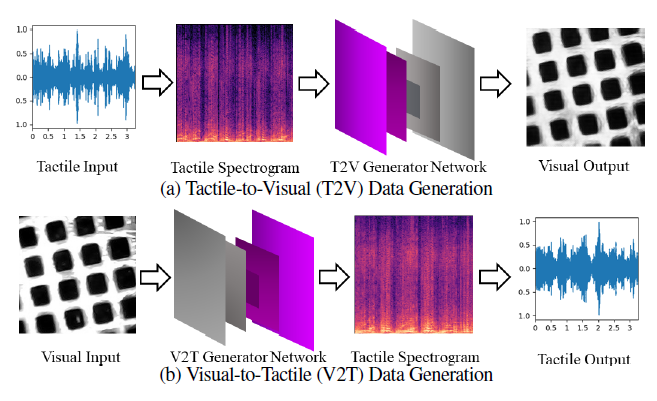 1.0
0.5
0.0
0.5
1.0
0 0.5 1 1.5 2 2.5 3
Tactile Input
Tactile Spectrogram
T2V Generator Network
Visual Output
(a) Tactile-to-Visual (T2V) Data Generation
1.0
0.5
0.0
0.5
1.0
0 0.5 1 1.5 2 2.5 3
Visual Input
V2T Generator Network
Tactile Spectrogram
Tactile Output
(b) Visual-to-Tactile (V2T) Data Generation